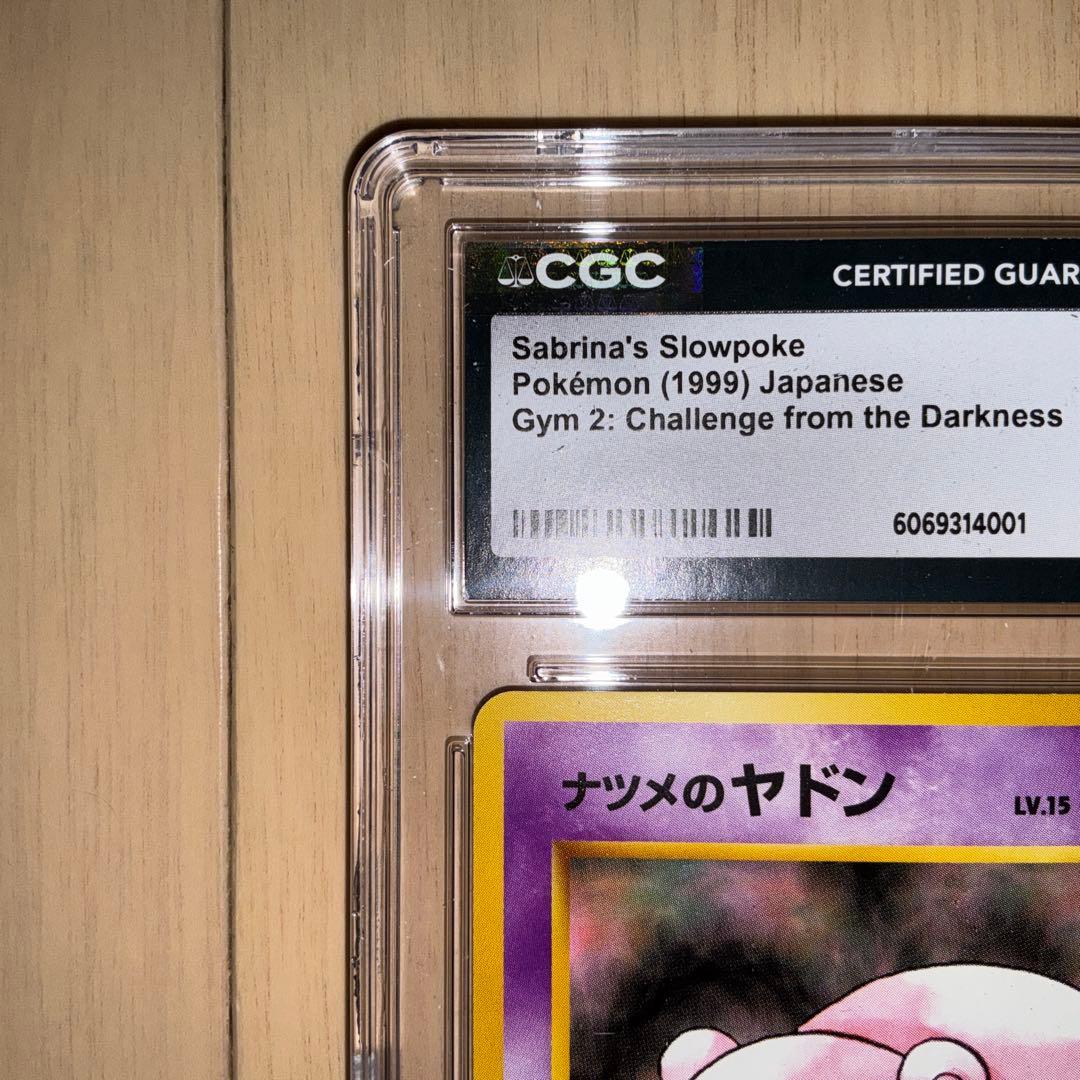 CGC
CERTIFIED GUAR
Sabrina's Slowpoke
Pokémon (1999) Japanese
Gym 2: Challenge from the Darkness
6069314001
ナツメのヤドン LV.15